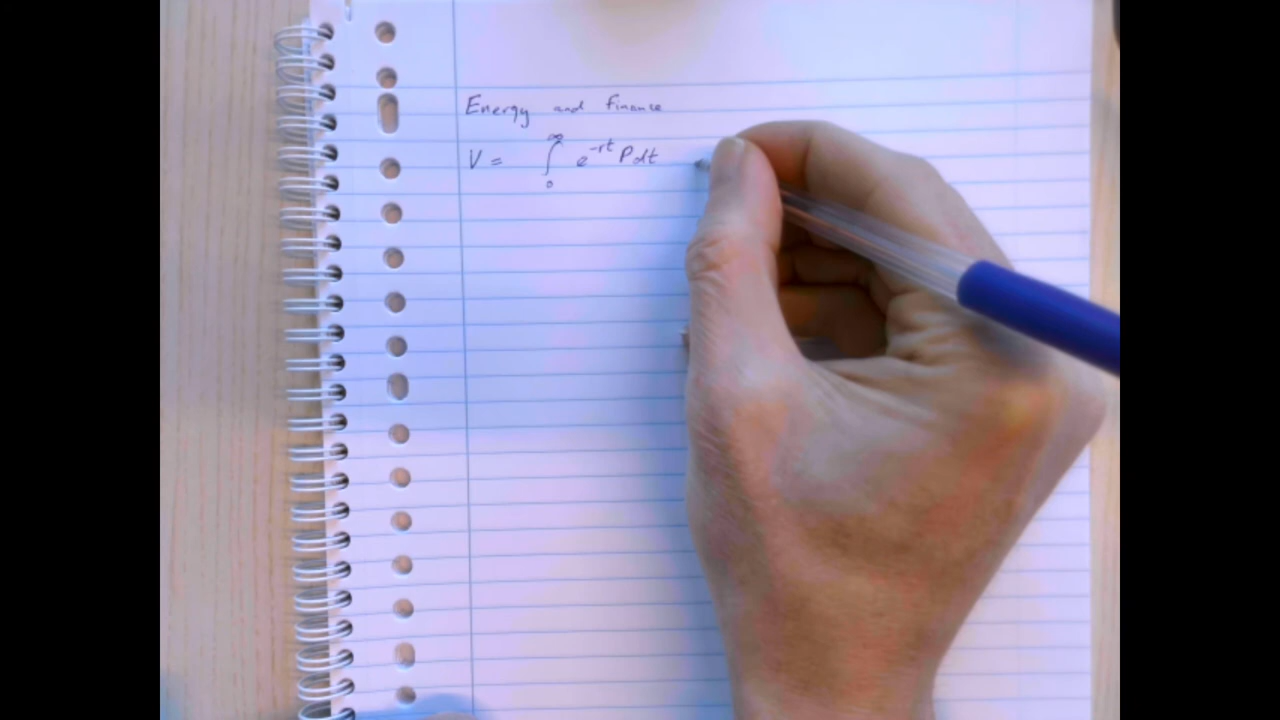 Energy and Finance
V = ∫₀^∞ e^{-rt} P dt